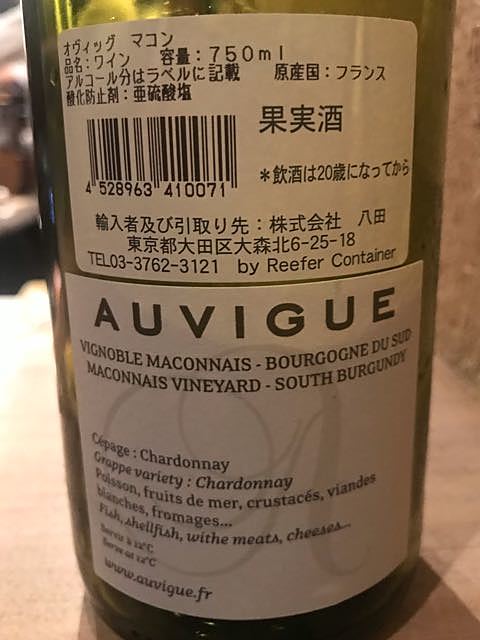 オヴィッグ マコン
品名：ワイン 容量：750ml
アルコール分はラベルに記載 原産国：フランス
酸化防止剤：亜硫酸塩
果実酒
4 528963 410071
＊飲酒は20歳になってから
輸入者及び引取り先：株式会社 八田
東京都大田区大森北6-25-18
TEL03-3762-3121 by Reefer Container
AUVIGUE
VIGNOBLE MACONNAIS - BOURGOGNE DU SUD
MACONNAIS VINEYARD - SOUTH BURGUNDY
Cépage : Chardonnay
Grappe variety : Chardonnay
Poisson, fruits de mer, crustacés, viandes
blanches, fromages...
Fish, shellfish, withe meats, cheeses...
Servir à 12°C
Serve at 12°C
www.auvigue.fr